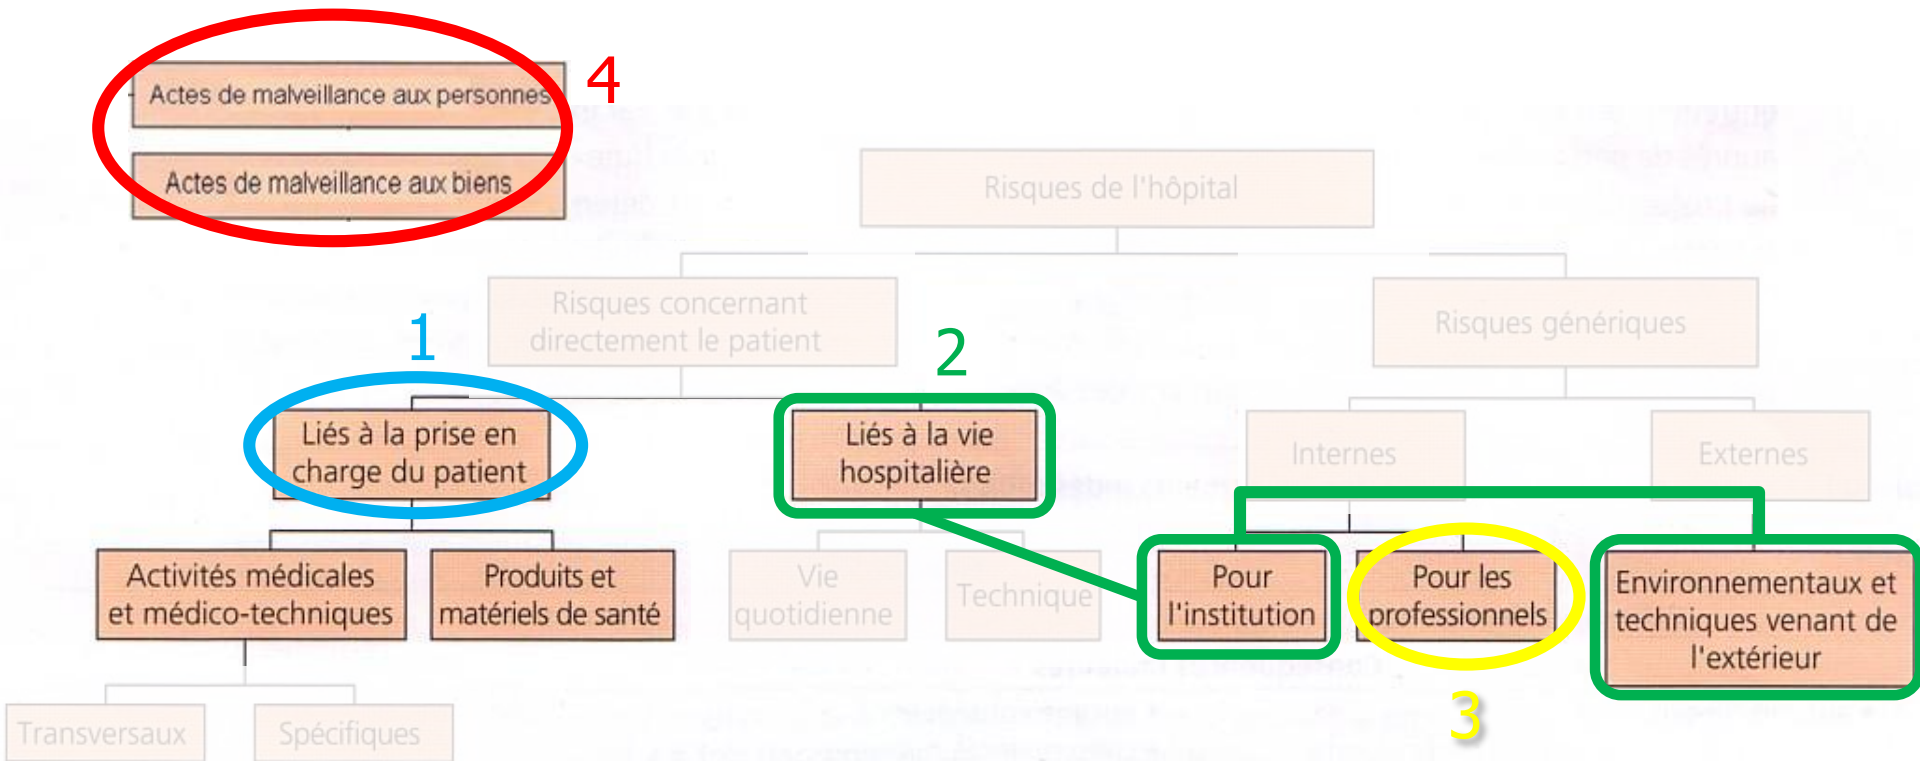 4
Actes de malveillance aux personnes
Actes de malveillance aux biens
Risques de l'hôpital
Risques concernant
directement le patient
Risques génériques
1
2
Liés à la prise en
charge du patient
Liés à la vie
hospitalière
Internes
Externes
Activités médicales
et médico-techniques
Produits et
matériels de santé
Vie
quotidienne
Technique
Pour
l'institution
Pour les
professionnels
Environnementaux et
techniques venant de
l'extérieur
3
Transversaux
Spécifiques